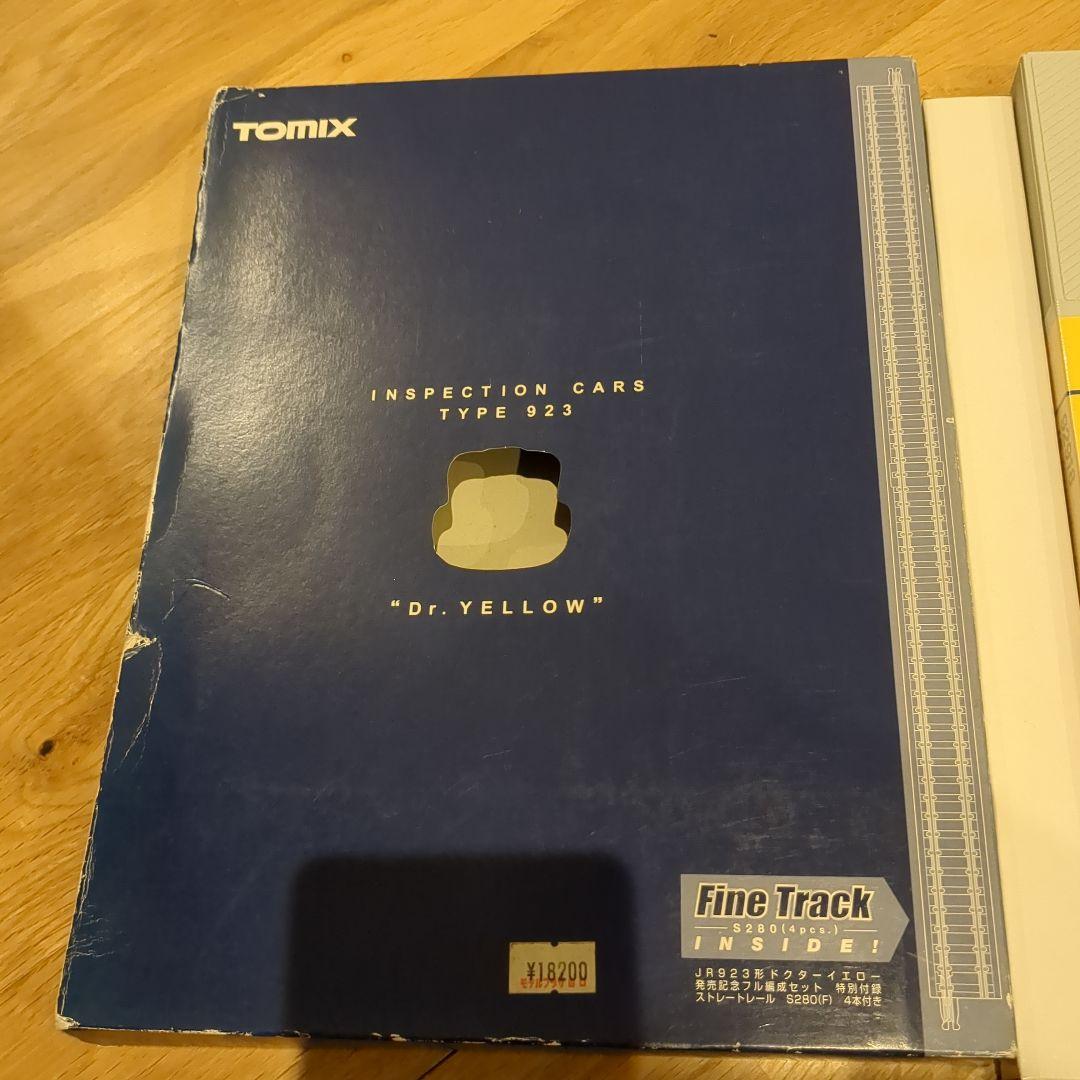 TOMIX
INSPECTION CARS
TYPE 923
“Dr. YELLOW”
Fine Track
S280(4pcs.)
INSIDE!
JR923形ドクターイエロー
発売記念フル編成セット 特別付録
ストレートレール S280(F) 4本付き
¥18200